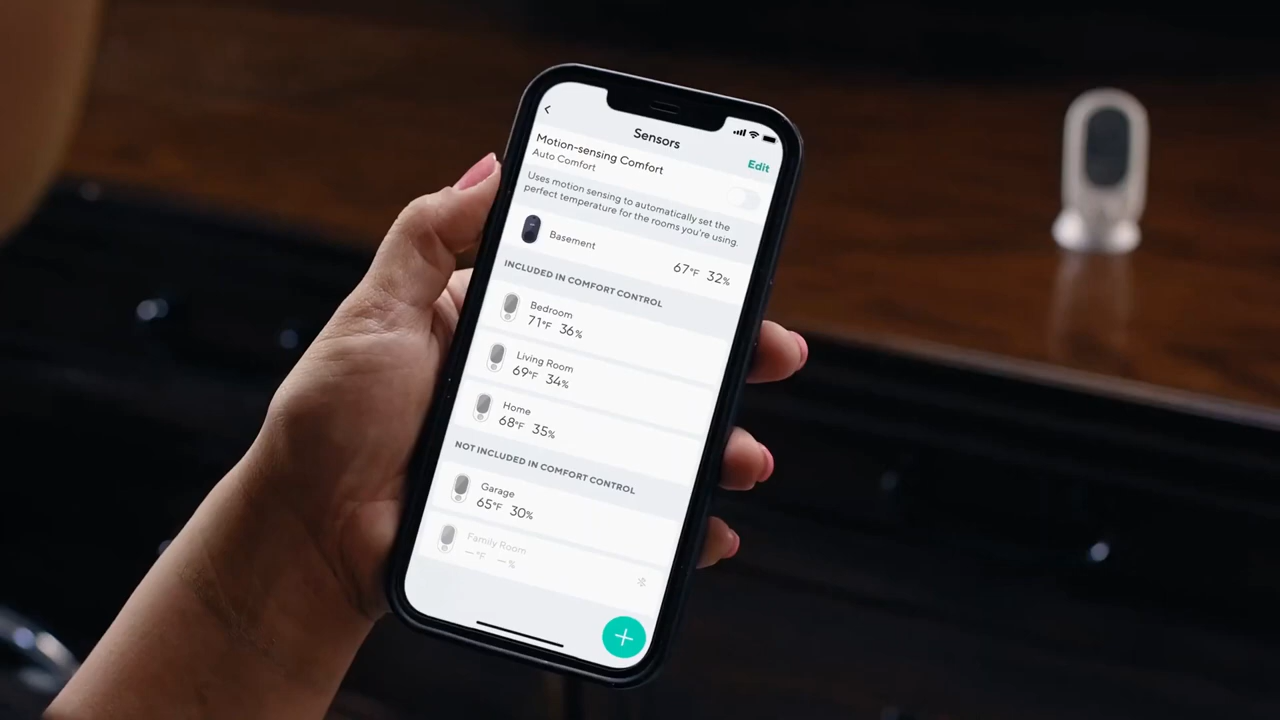 Sensors
Edit
Motion-sensing Comfort
Auto Comfort
Uses motion sensing to automatically set the
perfect temperature for the rooms you're using.
Basement 67°F 32%
INCLUDED IN COMFORT CONTROL
Bedroom
71°F 36%
Living Room
69°F 34%
Home
68°F 35%
NOT INCLUDED IN COMFORT CONTROL
Garage
65°F 30%
Family Room
—°F —%